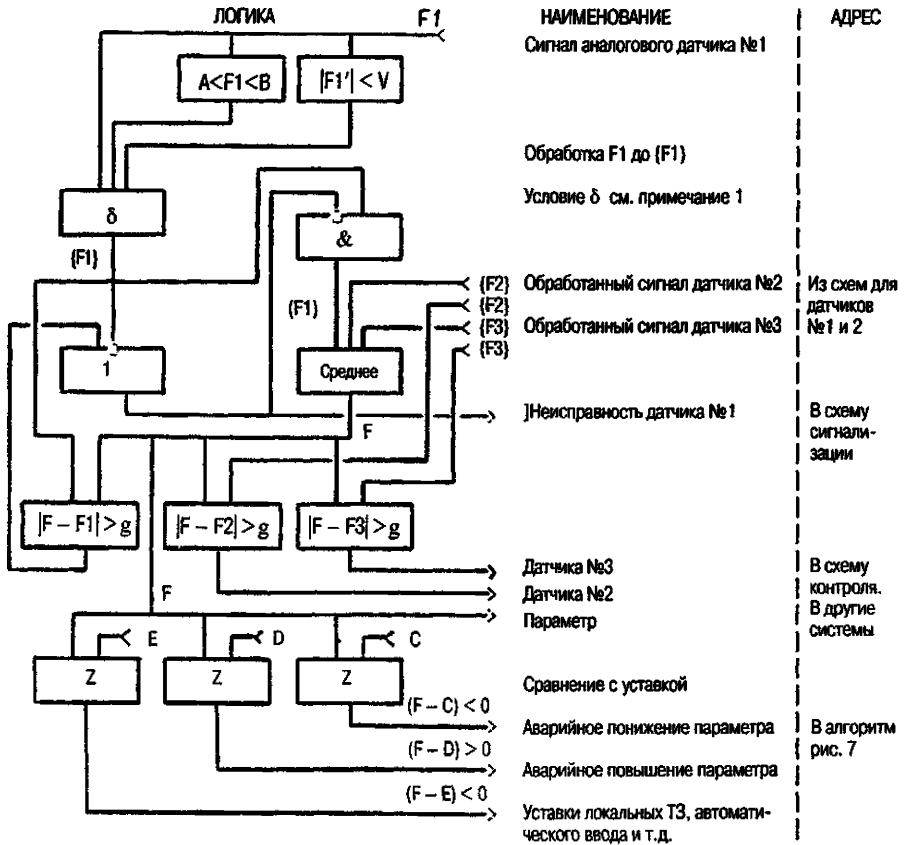 ЛОГИКА F1 НАИМЕНОВАНИЕ АДРЕС
Сигнал аналогового датчика №1
A<F1<B |F1'| < V
Обработка F1 до {F1}
Условие δ см. примечание 1
δ
&
{F1}
{F1}
{F2} Обработанный сигнал датчика №2 Из схем для
{F2} датчиков
{F3} Обработанный сигнал датчика №3 №1 и 2
{F3}
1 Среднее
]Неисправность датчика №1 В схему
F сигнали-
зации
|F – F1| > g |F – F2| > g |F – F3| > g
Датчика №3 В схему
контроля.
F Датчика №2
В другие
Параметр системы
E D C
Z Z Z
Сравнение с уставкой
(F – C) < 0
Аварийное понижение параметра В алгоритм
(F – D) > 0 рис. 7
Аварийное повышение параметра
(F – E) < 0
Уставки локальных ТЗ, автомати-
ческого ввода и т.д.